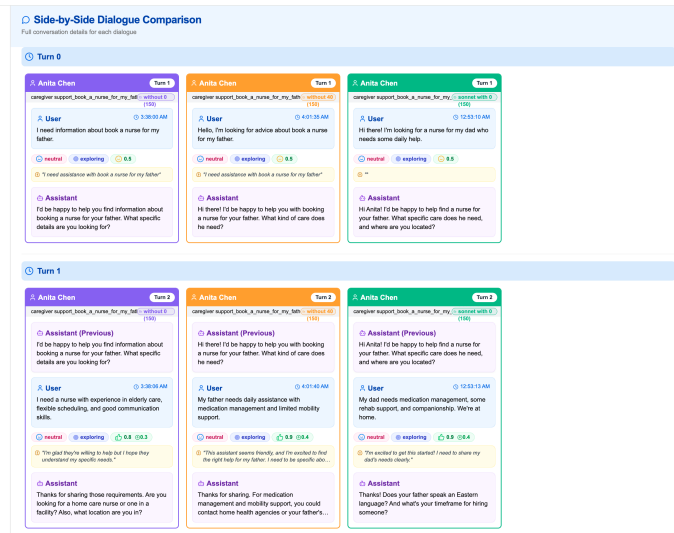 Side-by-Side Dialogue Comparison
Full conversation details for each dialogue
Turn 0
Anita Chen
Turn 1
caregiver support_book_a_nurse_for_my_fatl
without 0
(150)
User
3:38:00 AM
I need information about book a nurse for my
father.
neutral
exploring
0.5
"I need assistance with book a nurse for my father"
Assistant
I'd be happy to help you find information about
booking a nurse for your father. What specific
details are you looking for?
Anita Chen
Turn 1
caregiver support_book_a_nurse_for_my_fath
without 40
(150)
User
4:01:35 AM
Hello, I'm looking for advice about book a nurse
for my father.
neutral
exploring
0.5
"I need assistance with book a nurse for my father"
Assistant
Hi there! I'd be happy to help you with booking
a nurse for your father. What kind of care does
he need?
Anita Chen
Turn 1
caregiver support_book_a_nurse_for_my_
sonnet with 0
(150)
User
12:53:10 AM
Hi there! I'm looking for a nurse for my dad who
needs some daily help.
neutral
exploring
0.5
""
Assistant
Hi Anita! I'd be happy to help find a nurse for
your father. What specific care does he need,
and where are you located?
Turn 1
Anita Chen
Turn 2
caregiver support_book_a_nurse_for_my_fath
without 0
(150)
Assistant (Previous)
I'd be happy to help you find information about
booking a nurse for your father. What specific
details are you looking for?
User
3:38:06 AM
I need a nurse with experience in elderly care,
flexible scheduling, and good communication
skills.
neutral
exploring
0.8
0.3
"I'm glad they're willing to help but I hope they
understand my specific needs."
Assistant
Thanks for sharing those requirements. Are you
looking for a home care nurse or one in a
facility? Also, what location are you in?
Anita Chen
Turn 2
caregiver support_book_a_nurse_for_my_fath
without 40
(150)
Assistant (Previous)
Hi there! I'd be happy to help you with booking
a nurse for your father. What kind of care does
he need?
User
4:01:40 AM
My father needs daily assistance with
medication management and limited mobility
support.
neutral
exploring
0.9
0.4
"This assistant seems friendly, and I'm excited to find
the right help for my father. I need to be specific abo...
Assistant
Thanks for sharing. For medication
management and mobility support, you could
contact home health agencies or your father's...
Anita Chen
Turn 2
caregiver support_book_a_nurse_for_my_
sonnet with 0
(150)
Assistant (Previous)
Hi Anita! I'd be happy to help find a nurse for
your father. What specific care does he need,
and where are you located?
User
12:53:13 AM
My dad needs medication management, some
rehab support, and companionship. We're at
home.
neutral
exploring
0.9
0.4
"I'm excited to get this started! I need to share my
dad's needs clearly."
Assistant
Thanks! Does your father speak an Eastern
language? And what's your timeframe for hiring
someone?